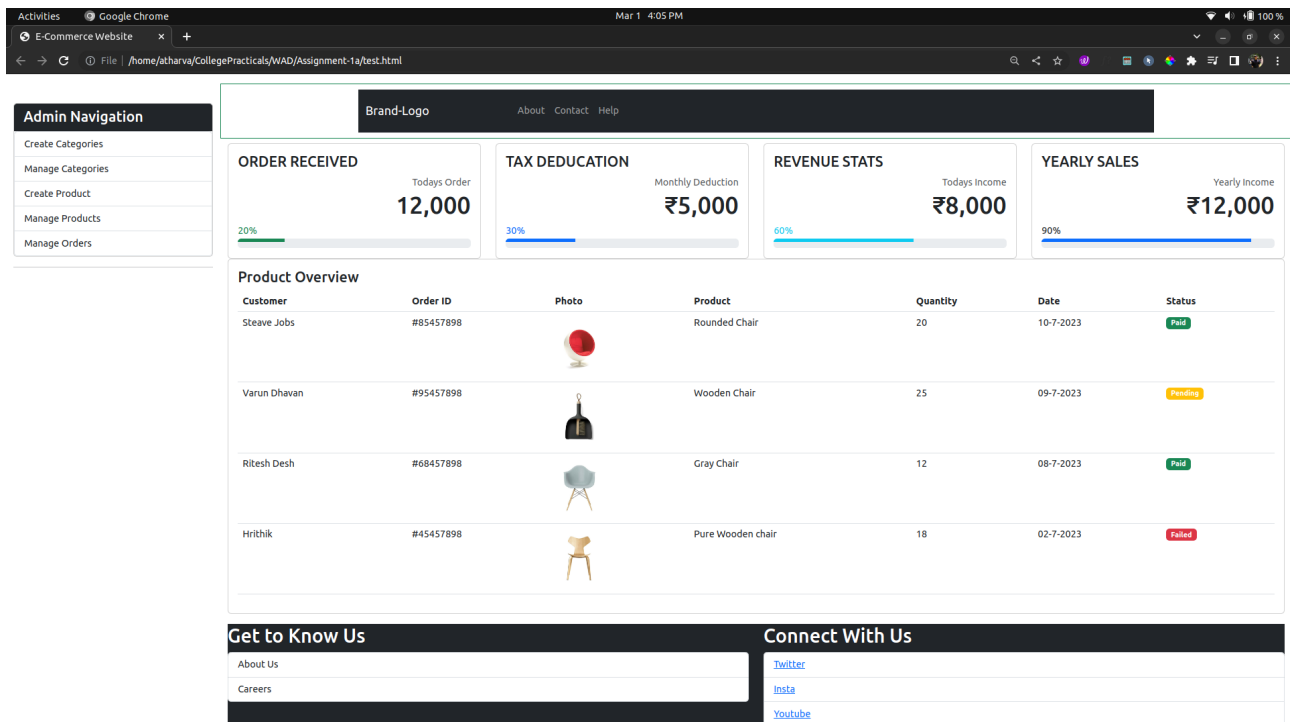 Activities Google Chrome Mar 1 4:05 PM 100 %
E-Commerce Website × +
File /home/atharva/CollegePracticals/WAD/Assignment-1a/test.html
Admin Navigation
Create Categories
Manage Categories
Create Product
Manage Products
Manage Orders
Brand-Logo About Contact Help
ORDER RECEIVED
Todays Order
12,000
20%
TAX DEDUCATION
Monthly Deduction
₹5,000
30%
REVENUE STATS
Todays Income
₹8,000
60%
YEARLY SALES
Yearly Income
₹12,000
90%
Product Overview
Customer Order ID Photo Product Quantity Date Status
Steave Jobs #85457898 Rounded Chair 20 10-7-2023 Paid
Varun Dhavan #95457898 Wooden Chair 25 09-7-2023 Pending
Ritesh Desh #68457898 Gray Chair 12 08-7-2023 Paid
Hrithik #45457898 Pure Wooden chair 18 02-7-2023 Failed
Get to Know Us
About Us
Careers
Connect With Us
Twitter
Insta
Youtube